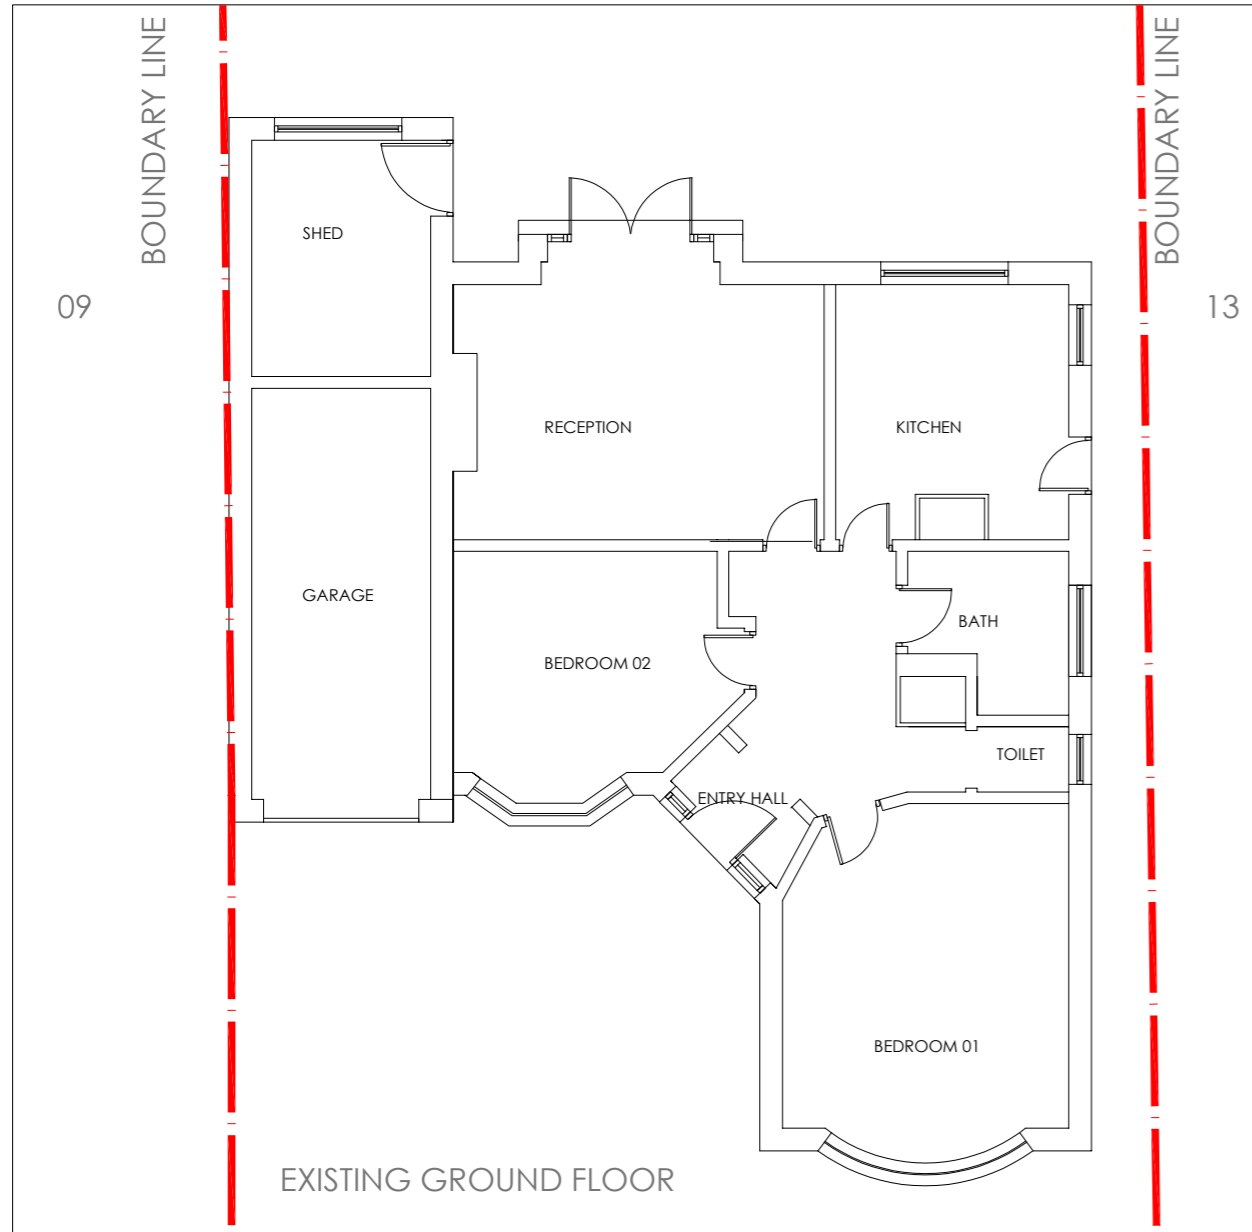 BOUNDARY LINE
BOUNDARY LINE
SHED
09
13
RECEPTION
KITCHEN
GARAGE
BATH
BEDROOM 02
TOILET
ENTRY HALL
BEDROOM 01
EXISTING GROUND FLOOR